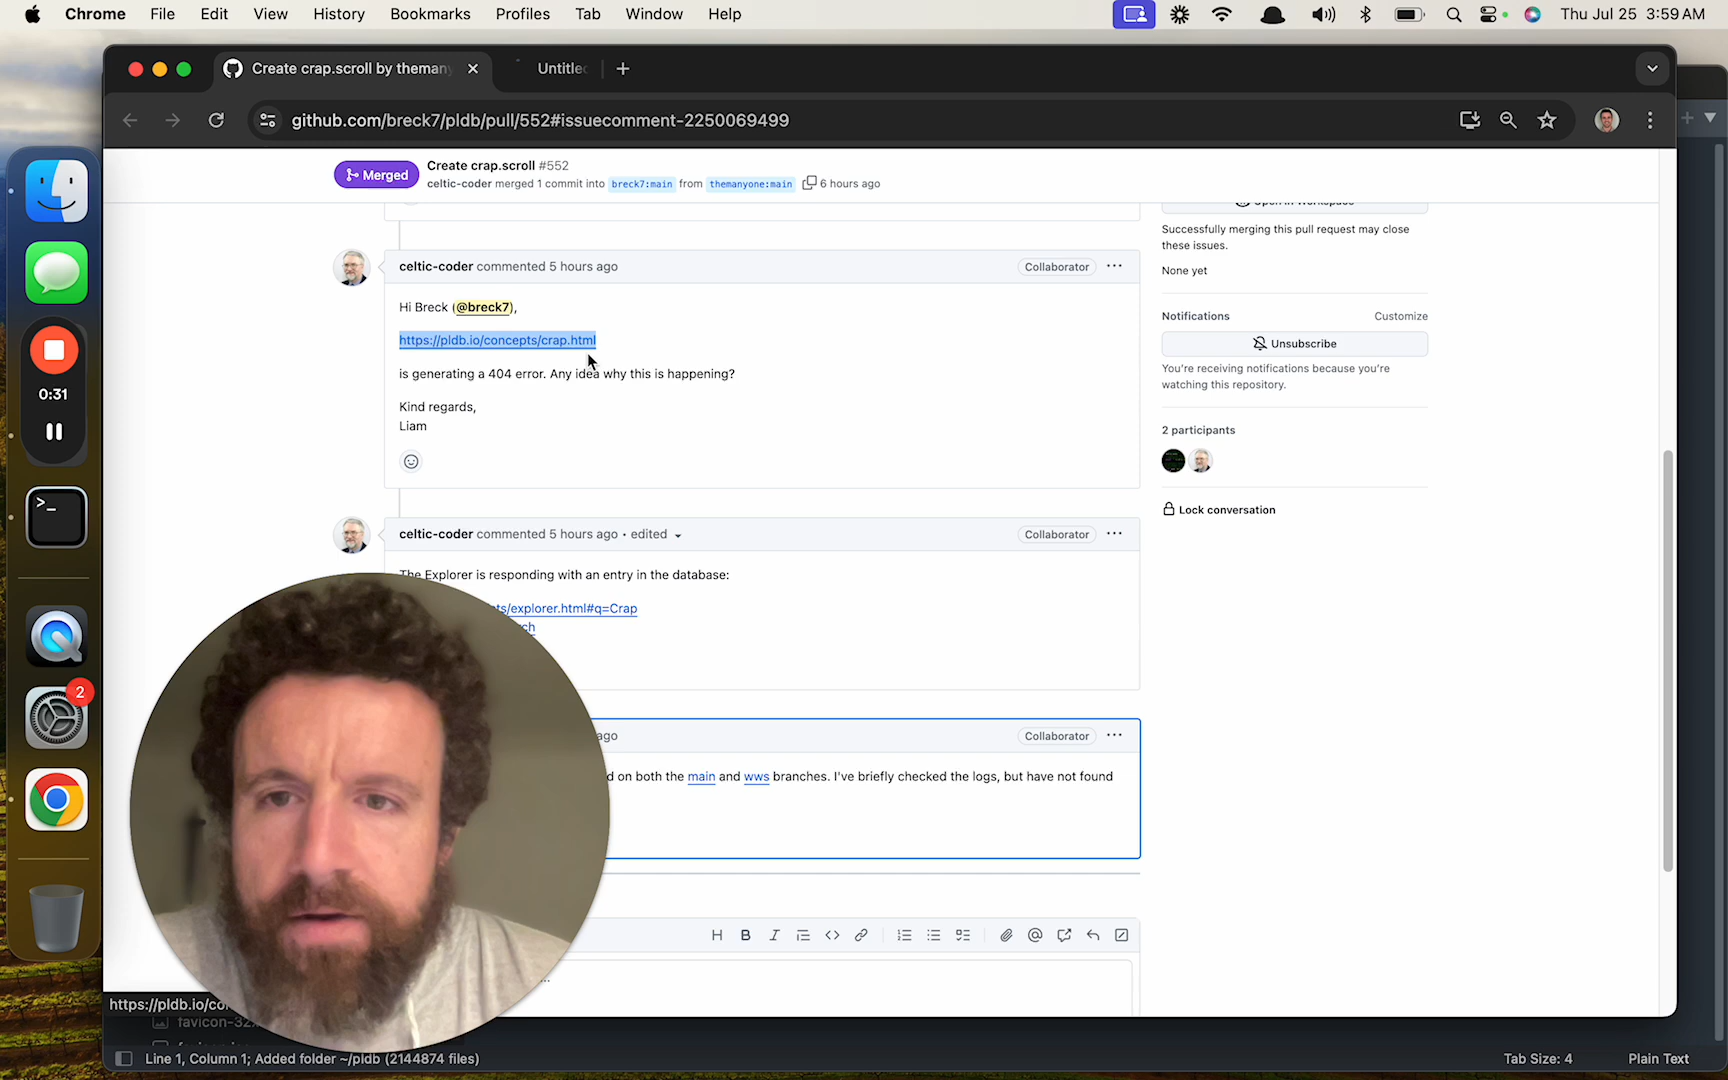 Chrome File Edit View History Bookmarks Profiles Tab Window Help Thu Jul 25 3:59 AM
Create crap.scroll by themany
github.com/breck7/pldb/pull/552#issuecomment-2250069499
Merged
Create crap.scroll #552
celtic-coder merged 1 commit into breck7:main from themanyone:main 6 hours ago
celtic-coder commented 5 hours ago
Collaborator
Hi Breck (@breck7),
https://pldb.io/concepts/crap.html
is generating a 404 error. Any idea why this is happening?
Kind regards,
Liam
celtic-coder commented 5 hours ago • edited
Collaborator
The Explorer is responding with an entry in the database:
ts/explorer.html#q=Crap
ch
ago
Collaborator
d on both the main and wws branches. I've briefly checked the logs, but have not found
Successfully merging this pull request may close
these issues.
None yet
Notifications Customize
Unsubscribe
You're receiving notifications because you're
watching this repository.
2 participants
Lock conversation
0:31
>_
2
https://pldb.io/co
favicon-32
Line 1, Column 1; Added folder ~/pldb (2144874 files)
Tab Size: 4
Plain Text